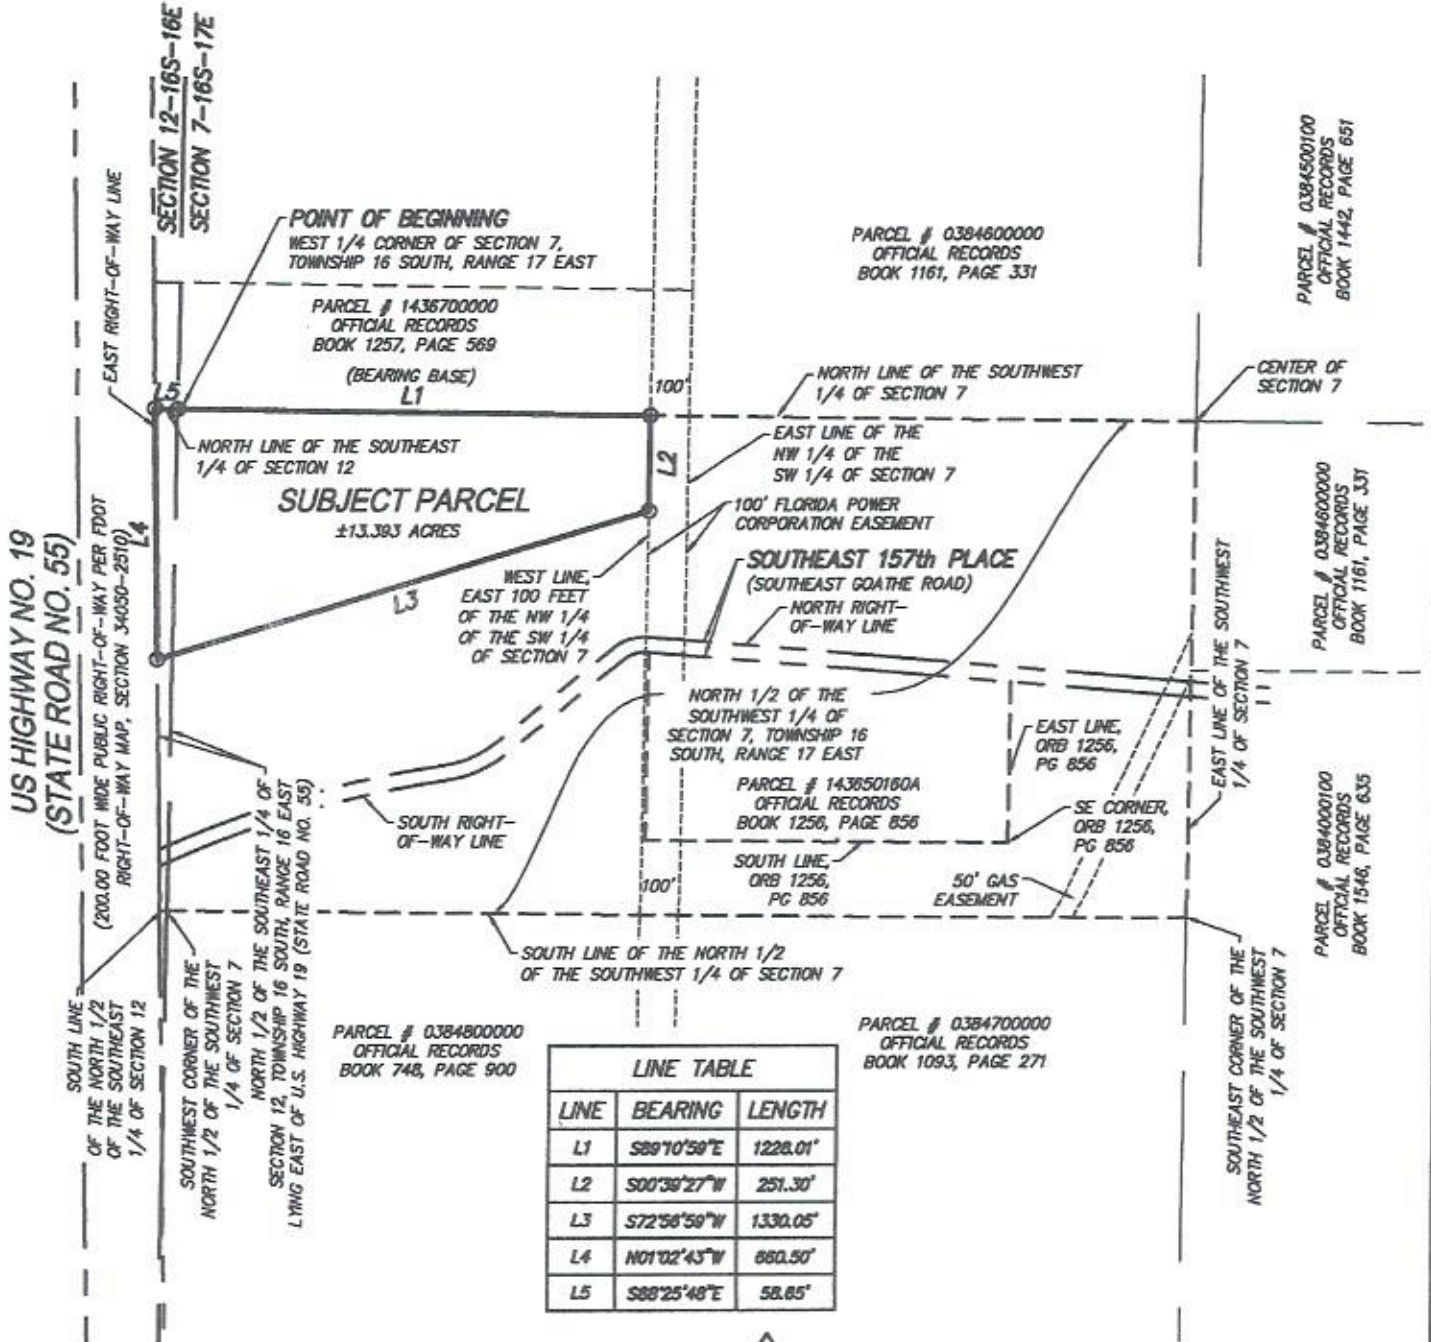 SECTION 12-16S-16E
SECTION 7-16S-17E
EAST RIGHT-OF-WAY LINE
POINT OF BEGINNING
WEST 1/4 CORNER OF SECTION 7,
TOWNSHIP 16 SOUTH, RANGE 17 EAST
PARCEL # 1436700000
OFFICIAL RECORDS
BOOK 1257, PAGE 569
(BEARING BASE)
L1
PARCEL # 0384600000
OFFICIAL RECORDS
BOOK 1161, PAGE 331
PARCEL # 0384500100
OFFICIAL RECORDS
BOOK 1442, PAGE 651
5
100'
NORTH LINE OF THE SOUTHWEST
1/4 OF SECTION 7
CENTER OF
SECTION 7
NORTH LINE OF THE SOUTHEAST
1/4 OF SECTION 12
L2
EAST LINE OF THE
NW 1/4 OF THE
SW 1/4 OF SECTION 7
SUBJECT PARCEL
±13.393 ACRES
100' FLORIDA POWER
CORPORATION EASEMENT
PARCEL # 0384600000
OFFICIAL RECORDS
BOOK 1161, PAGE 331
L4
L3
US HIGHWAY NO. 19
(STATE ROAD NO. 55)
(200.00 FOOT WIDE PUBLIC RIGHT-OF-WAY PER FDOT
RIGHT-OF-WAY MAP, SECTION 34050-2510)
WEST LINE,
EAST 100 FEET
OF THE NW 1/4
OF THE SW 1/4
OF SECTION 7
SOUTHEAST 157th PLACE
(SOUTHEAST GOATHE ROAD)
NORTH RIGHT-
OF-WAY LINE
EAST LINE OF THE SOUTHWEST
1/4 OF SECTION 7
NORTH 1/2 OF THE
SOUTHWEST 1/4 OF
SECTION 7, TOWNSHIP 16
SOUTH, RANGE 17 EAST
EAST LINE,
ORB 1256,
PG 856
PARCEL # 143650160A
OFFICIAL RECORDS
BOOK 1256, PAGE 856
SE CORNER,
ORB 1256,
PG 856
SOUTH RIGHT-
OF-WAY LINE
SOUTH LINE,
ORB 1256,
PG 856
50' GAS
EASEMENT
100'
PARCEL # 0384000100
OFFICIAL RECORDS
BOOK 1546, PAGE 635
SOUTH LINE OF THE NORTH 1/2
OF THE SOUTHWEST 1/4 OF SECTION 7
SOUTH LINE
OF THE NORTH 1/2
OF THE SOUTHEAST
1/4 OF SECTION 12
SOUTHWEST CORNER OF THE
NORTH 1/2 OF THE SOUTHWEST
1/4 OF SECTION 7
NORTH 1/2 OF THE SOUTHEAST 1/4 OF
SECTION 12, TOWNSHIP 16 SOUTH, RANGE 16 EAST
LYING EAST OF U.S. HIGHWAY 19 (STATE ROAD NO. 55)
SOUTHEAST CORNER OF THE
NORTH 1/2 OF THE SOUTHWEST
1/4 OF SECTION 7
PARCEL # 0384800000
OFFICIAL RECORDS
BOOK 748, PAGE 900
PARCEL # 0384700000
OFFICIAL RECORDS
BOOK 1093, PAGE 271
LINE TABLE
LINE BEARING LENGTH
L1 S89°10'59"E 1226.01'
L2 S00°39'27"W 251.30'
L3 S72°56'59"W 1330.05'
L4 N01°02'43"W 660.50'
L5 S88°25'48"E 58.65'